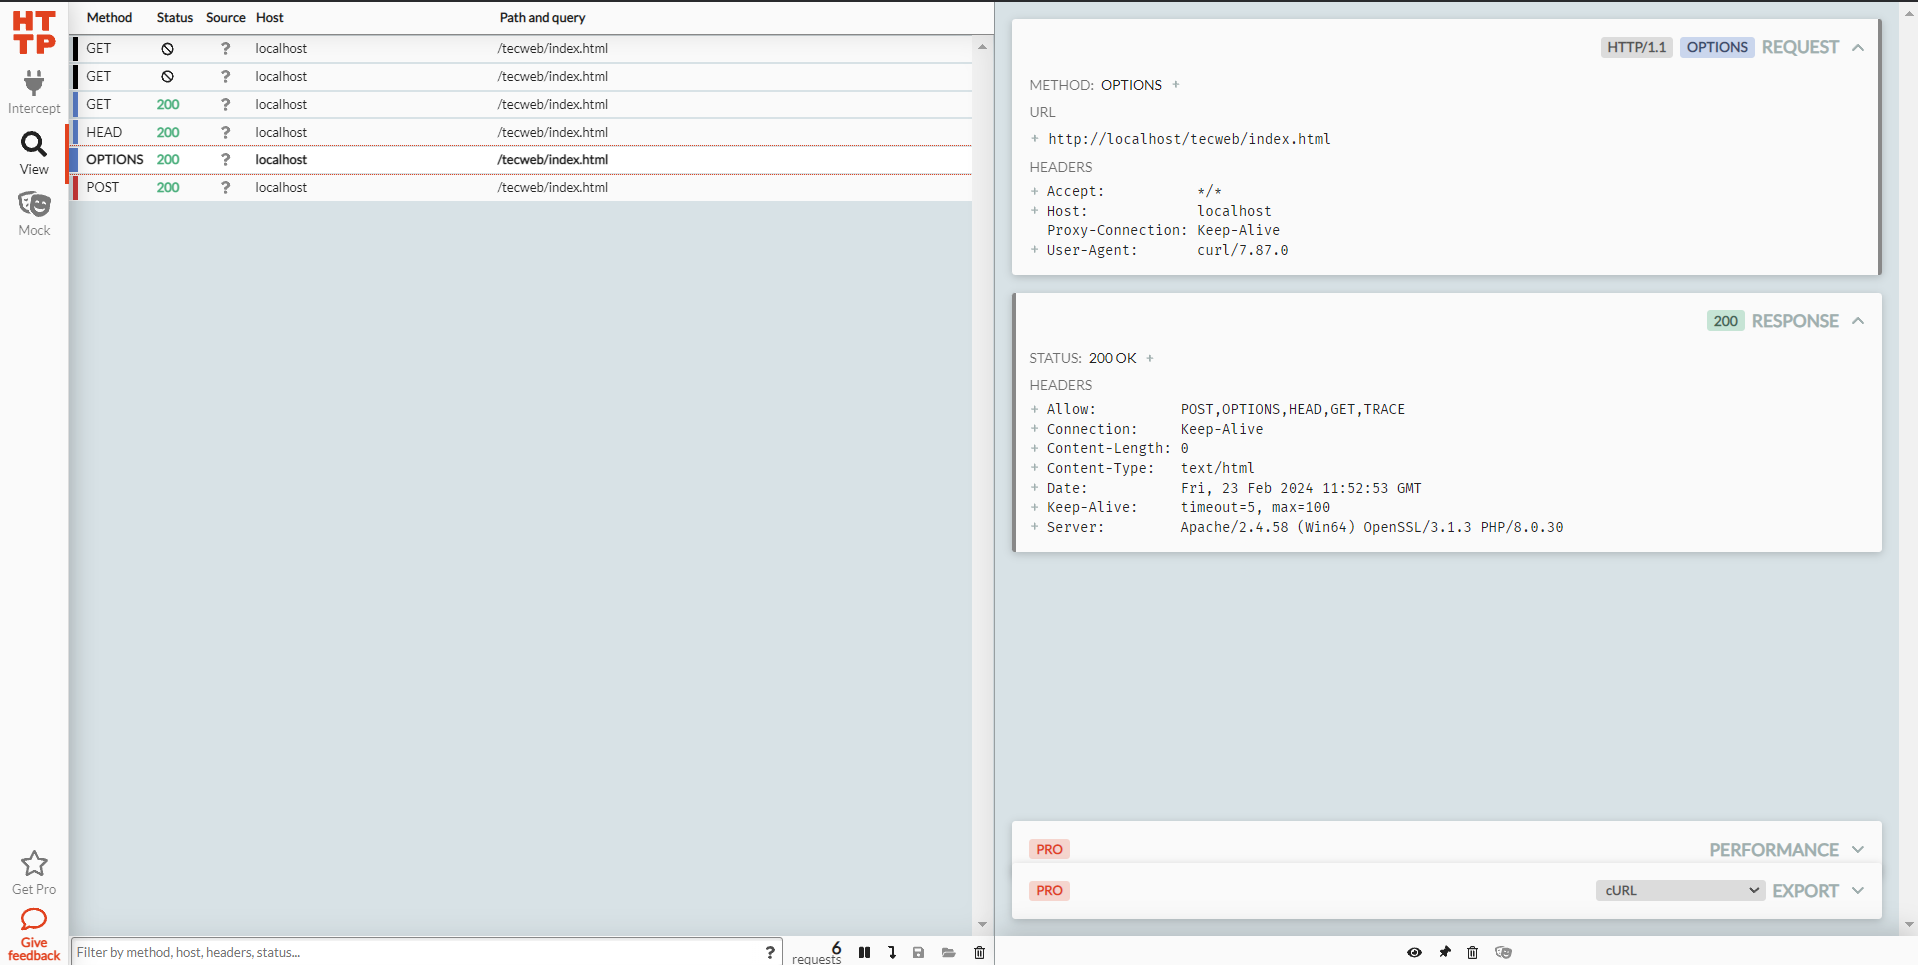 HT
TP
Intercept
View
Mock
Get Pro
Give
feedback
Method Status Source Host Path and query
GET ? localhost /tecweb/index.html
GET ? localhost /tecweb/index.html
GET 200 ? localhost /tecweb/index.html
HEAD 200 ? localhost /tecweb/index.html
OPTIONS 200 ? localhost /tecweb/index.html
POST 200 ? localhost /tecweb/index.html
Filter by method, host, headers, status... ?
6
requests
HTTP/1.1 OPTIONS REQUEST
METHOD: OPTIONS +
URL
+ http://localhost/tecweb/index.html
HEADERS
+ Accept: */*
+ Host: localhost
Proxy-Connection: Keep-Alive
+ User-Agent: curl/7.87.0
200 RESPONSE
STATUS: 200 OK +
HEADERS
+ Allow: POST,OPTIONS,HEAD,GET,TRACE
+ Connection: Keep-Alive
+ Content-Length: 0
+ Content-Type: text/html
+ Date: Fri, 23 Feb 2024 11:52:53 GMT
+ Keep-Alive: timeout=5, max=100
+ Server: Apache/2.4.58 (Win64) OpenSSL/3.1.3 PHP/8.0.30
PRO PERFORMANCE
PRO cURL EXPORT